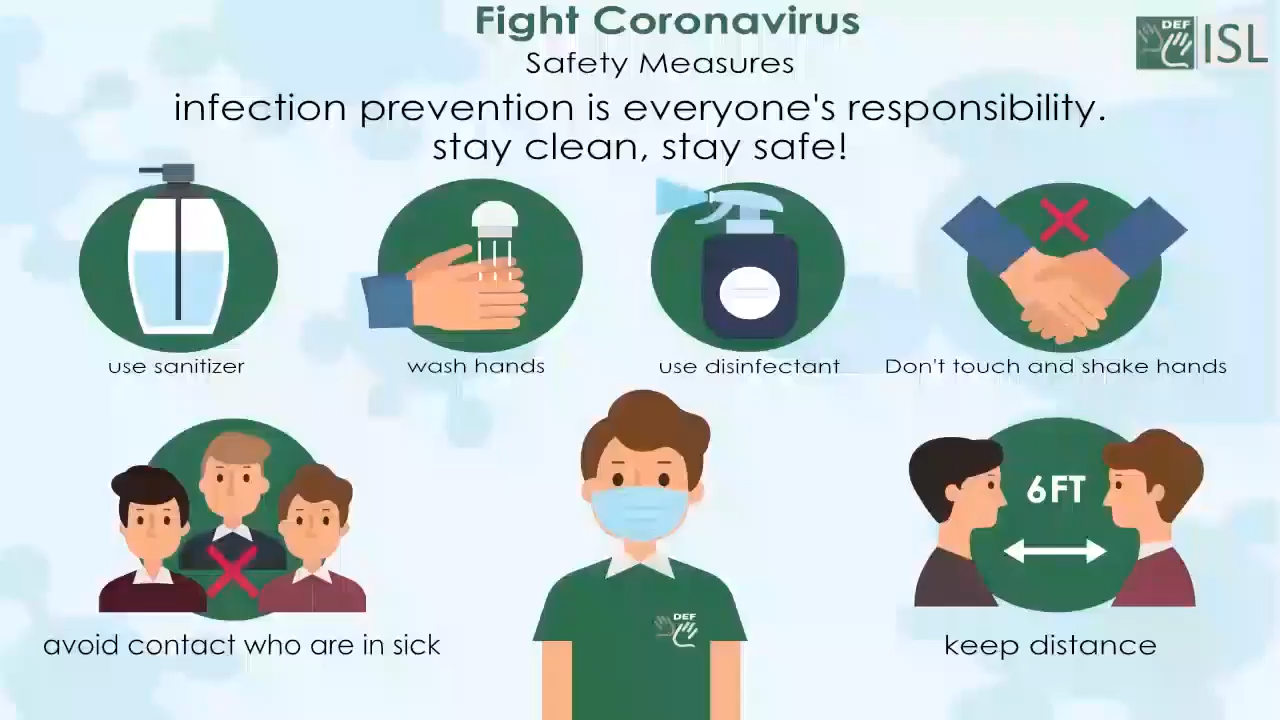 Fight Coronavirus
DEF
ISL
Safety Measures
infection prevention is everyone's responsibility.
stay clean, stay safe!
use sanitizer
wash hands
use disinfectant
Don't touch and shake hands
6FT
DEF
avoid contact who are in sick
keep distance